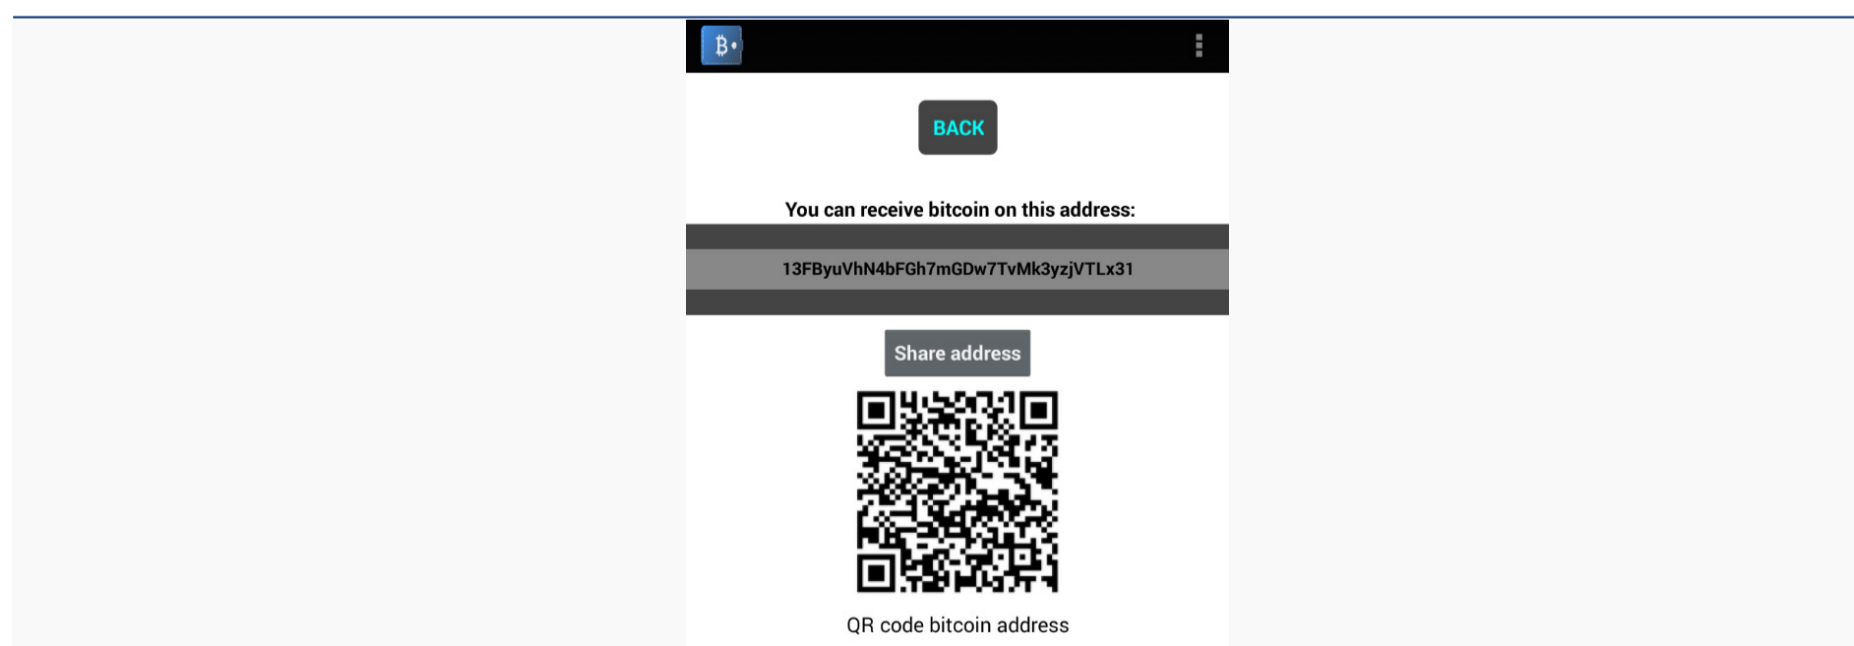 BACK
You can receive bitcoin on this address:
13FByuVhN4bFGh7mGDw7TvMk3yzjVTLx31
Share address
QR code bitcoin address